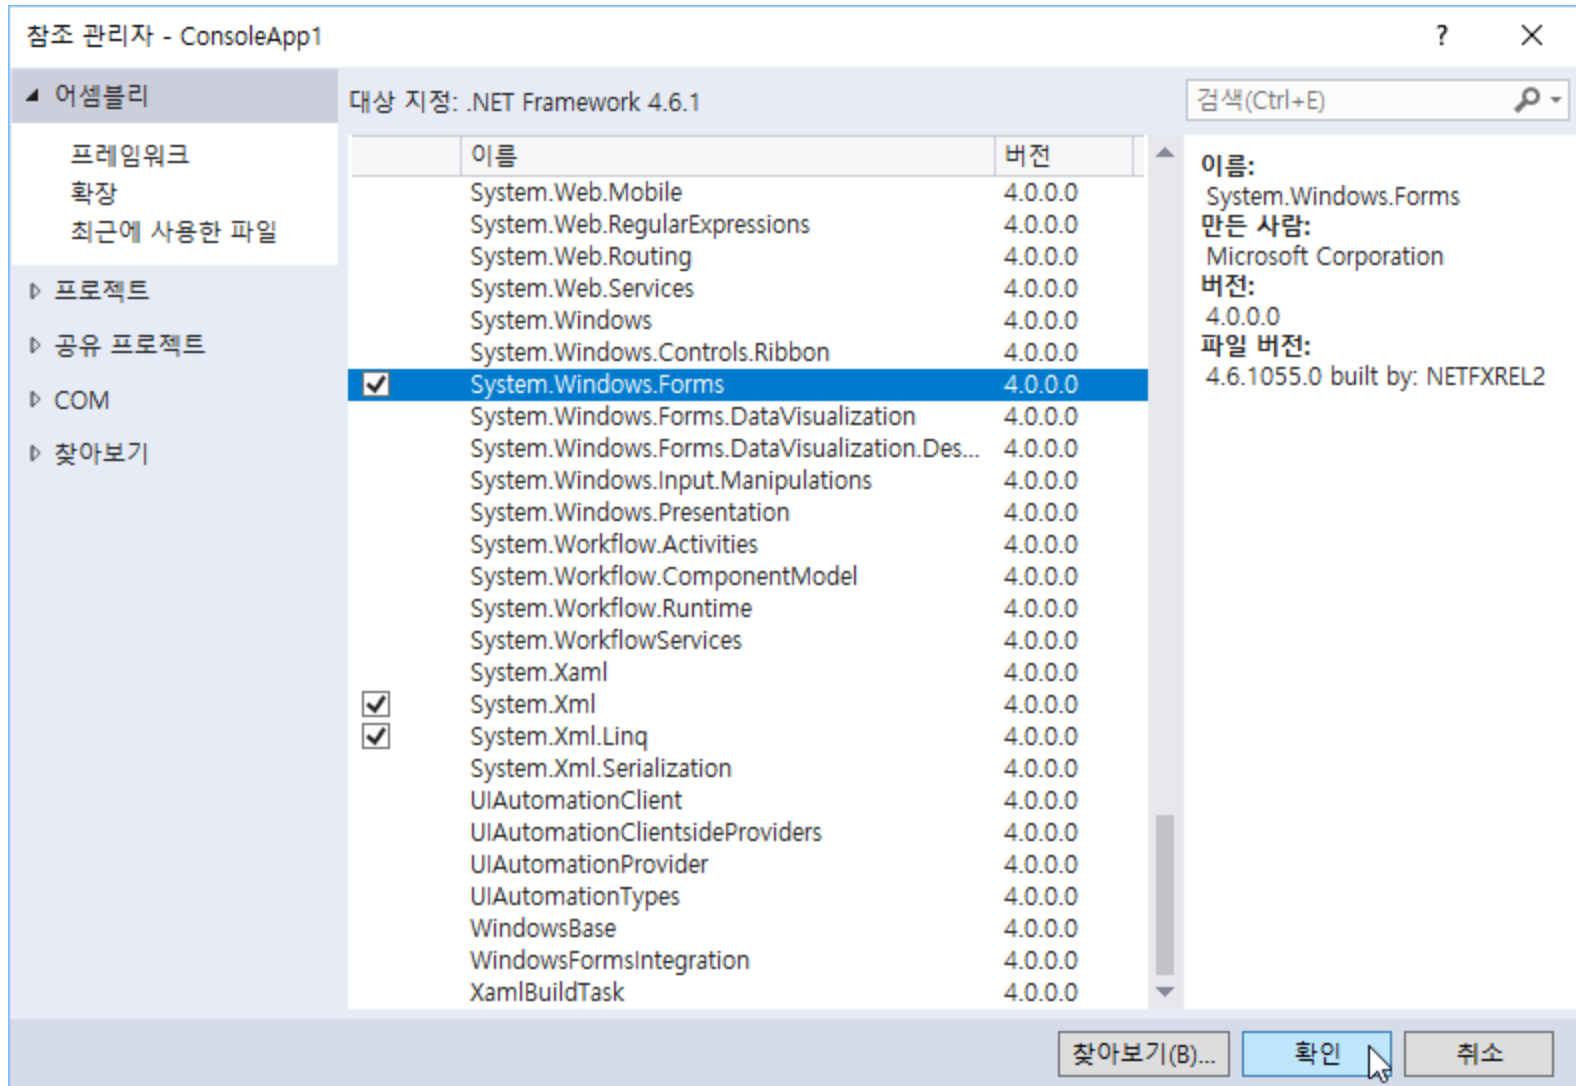 참조 관리자 - ConsoleApp1
?
어셈블리
프레임워크
확장
최근에 사용한 파일
프로젝트
공유 프로젝트
COM
찾아보기
대상 지정: .NET Framework 4.6.1
검색(Ctrl+E)
이름 버전
System.Web.Mobile 4.0.0.0
System.Web.RegularExpressions 4.0.0.0
System.Web.Routing 4.0.0.0
System.Web.Services 4.0.0.0
System.Windows 4.0.0.0
System.Windows.Controls.Ribbon 4.0.0.0
System.Windows.Forms 4.0.0.0
System.Windows.Forms.DataVisualization 4.0.0.0
System.Windows.Forms.DataVisualization.Des... 4.0.0.0
System.Windows.Input.Manipulations 4.0.0.0
System.Windows.Presentation 4.0.0.0
System.Workflow.Activities 4.0.0.0
System.Workflow.ComponentModel 4.0.0.0
System.Workflow.Runtime 4.0.0.0
System.WorkflowServices 4.0.0.0
System.Xaml 4.0.0.0
System.Xml 4.0.0.0
System.Xml.Linq 4.0.0.0
System.Xml.Serialization 4.0.0.0
UIAutomationClient 4.0.0.0
UIAutomationClientsideProviders 4.0.0.0
UIAutomationProvider 4.0.0.0
UIAutomationTypes 4.0.0.0
WindowsBase 4.0.0.0
WindowsFormsIntegration 4.0.0.0
XamlBuildTask 4.0.0.0
이름:
System.Windows.Forms
만든 사람:
Microsoft Corporation
버전:
4.0.0.0
파일 버전:
4.6.1055.0 built by: NETFXREL2
찾아보기(B)...
확인
취소